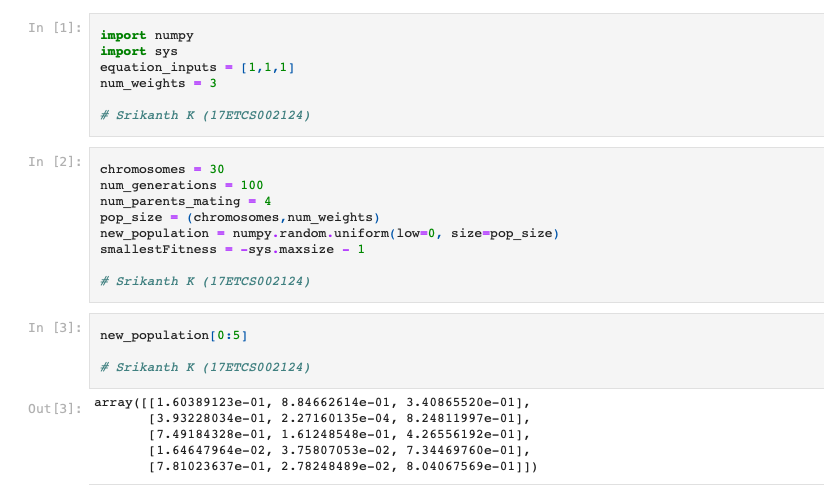 In [1]:
import numpy
import sys
equation_inputs = [1,1,1]
num_weights = 3
# Srikanth K (17ETCS002124)
In [2]:
chromosomes = 30
num_generations = 100
num_parents_mating = 4
pop_size = (chromosomes,num_weights)
new_population = numpy.random.uniform(low=0, size=pop_size)
smallestFitness = -sys.maxsize - 1
# Srikanth K (17ETCS002124)
In [3]:
new_population[0:5]
# Srikanth K (17ETCS002124)
Out[3]:
array([[1.60389123e-01, 8.84662614e-01, 3.40865520e-01],
[3.93228034e-01, 2.27160135e-04, 8.24811997e-01],
[7.49184328e-01, 1.61248548e-01, 4.26556192e-01],
[1.64647964e-02, 3.75807053e-02, 7.34469760e-01],
[7.81023637e-01, 2.78248489e-02, 8.04067569e-01]])